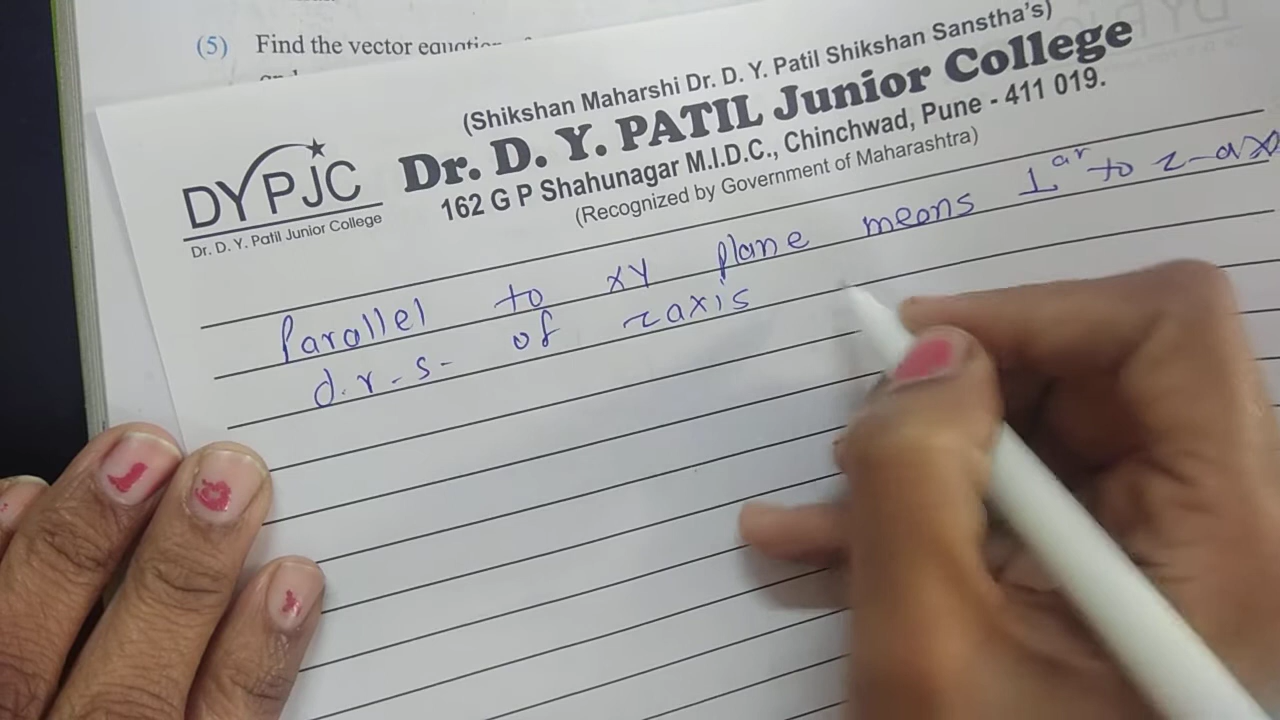 (5) Find the vector equation
(Shikshan Maharshi Dr. D. Y. Patil Shikshan Sanstha's)
Dr. D. Y. PATIL Junior College
162 G P Shahunagar M.I.D.C., Chinchwad, Pune - 411 019.
(Recognized by Government of Maharashtra)
DYPJC
Dr. D. Y. Patil Junior College
Parallel to XY plane means ⊥ar to z-axis
d.r.s. of zaxis